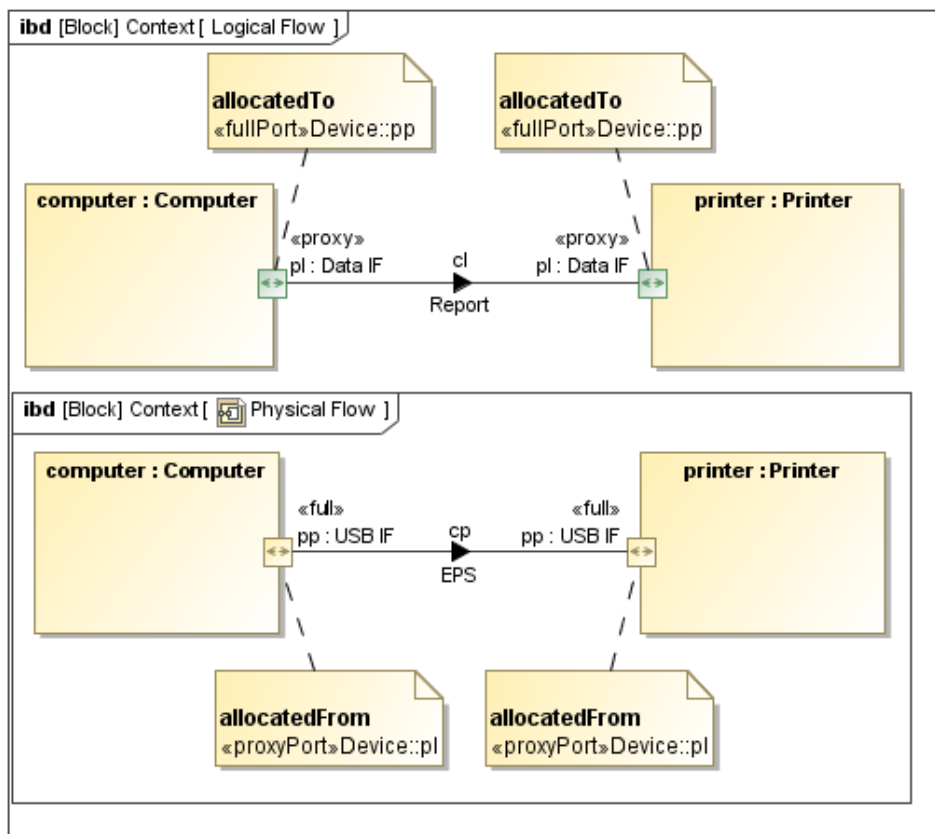 ibd [Block] Context [ Logical Flow ]
allocatedTo
«fullPort»Device::pp
allocatedTo
«fullPort»Device::pp
computer : Computer
printer : Printer
«proxy»
pl : Data IF
cl
Report
«proxy»
pl : Data IF
ibd [Block] Context [ Physical Flow ]
computer : Computer
printer : Printer
«full»
pp : USB IF
cp
EPS
«full»
pp : USB IF
allocatedFrom
«proxyPort»Device::pl
allocatedFrom
«proxyPort»Device::pl